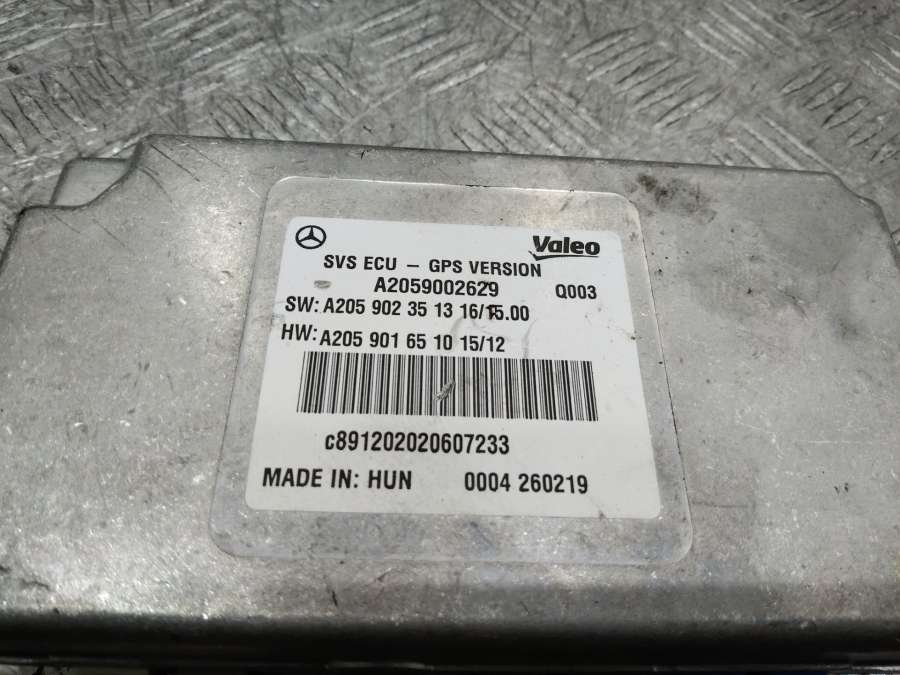 Valeo
SVS ECU – GPS VERSION
A2059002629 Q003
SW: A205 902 35 13 16/15.00
HW: A205 901 65 10 15/12
c891202020607233
MADE IN: HUN 0004 260219